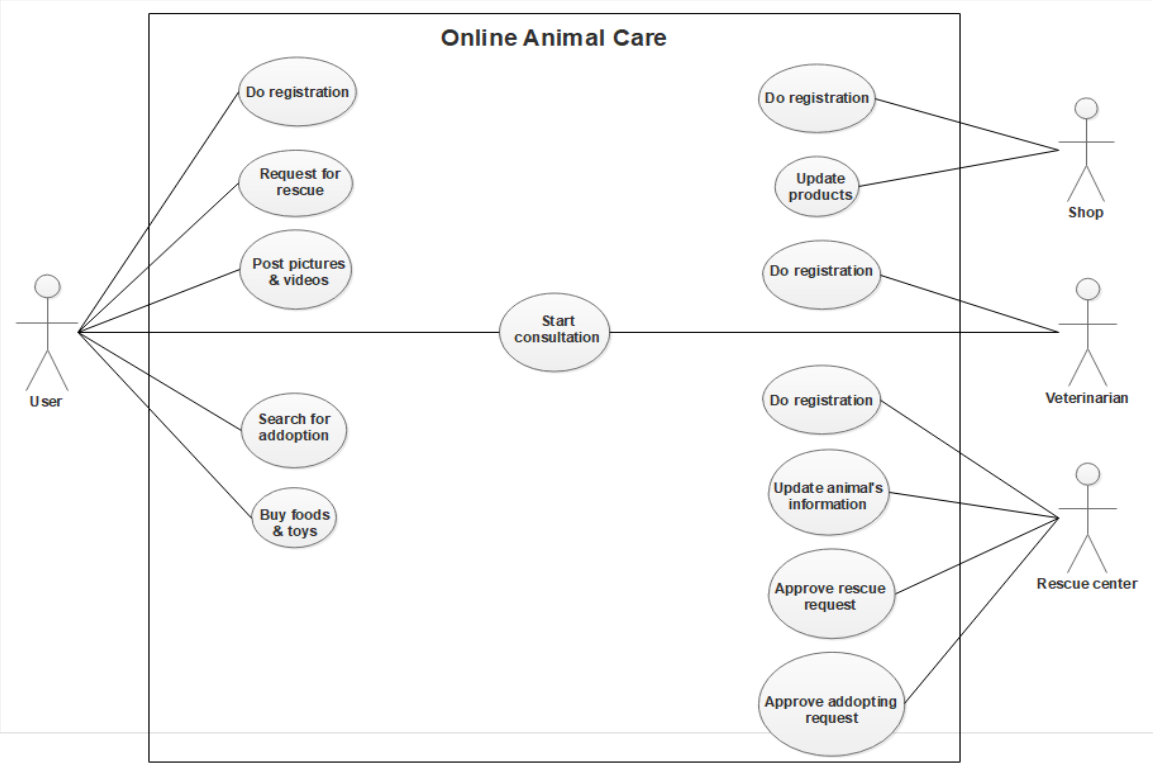 Online Animal Care
Do registration
Request for
rescue
Post pictures
& videos
Start
consultation
Search for
addoption
Buy foods
& toys
User
Do registration
Update
products
Do registration
Do registration
Update animal's
information
Approve rescue
request
Approve addopting
request
Shop
Veterinarian
Rescue center